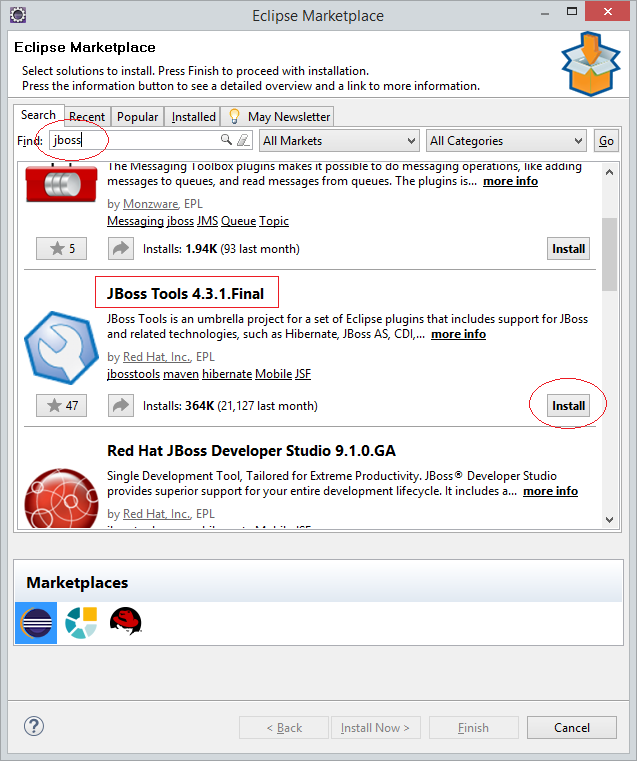 Eclipse Marketplace
Eclipse Marketplace
Select solutions to install. Press Finish to proceed with installation.
Press the information button to see a detailed overview and a link to more information.
Search Recent Popular Installed May Newsletter
Find: jboss All Markets All Categories Go
The Messaging Toolbox plugins makes it possible to do messaging operations, like adding
messages to queues, and read messages from queues. The plugins is... more info
by Monzware, EPL
Messaging jboss JMS Queue Topic
5 Installs: 1.94K (93 last month) Install
JBoss Tools 4.3.1.Final
JBoss Tools is an umbrella project for a set of Eclipse plugins that includes support for JBoss
and related technologies, such as Hibernate, JBoss AS, CDI,... more info
by Red Hat, Inc., EPL
jbosstools maven hibernate Mobile JSF
47 Installs: 364K (21,127 last month) Install
Red Hat JBoss Developer Studio 9.1.0.GA
Single Development Tool, Tailored for Extreme Productivity. JBoss® Developer Studio
provides superior support for your entire development lifecycle. It includes a... more info
by Red Hat, Inc., EPL
Marketplaces
? < Back Install Now > Finish Cancel